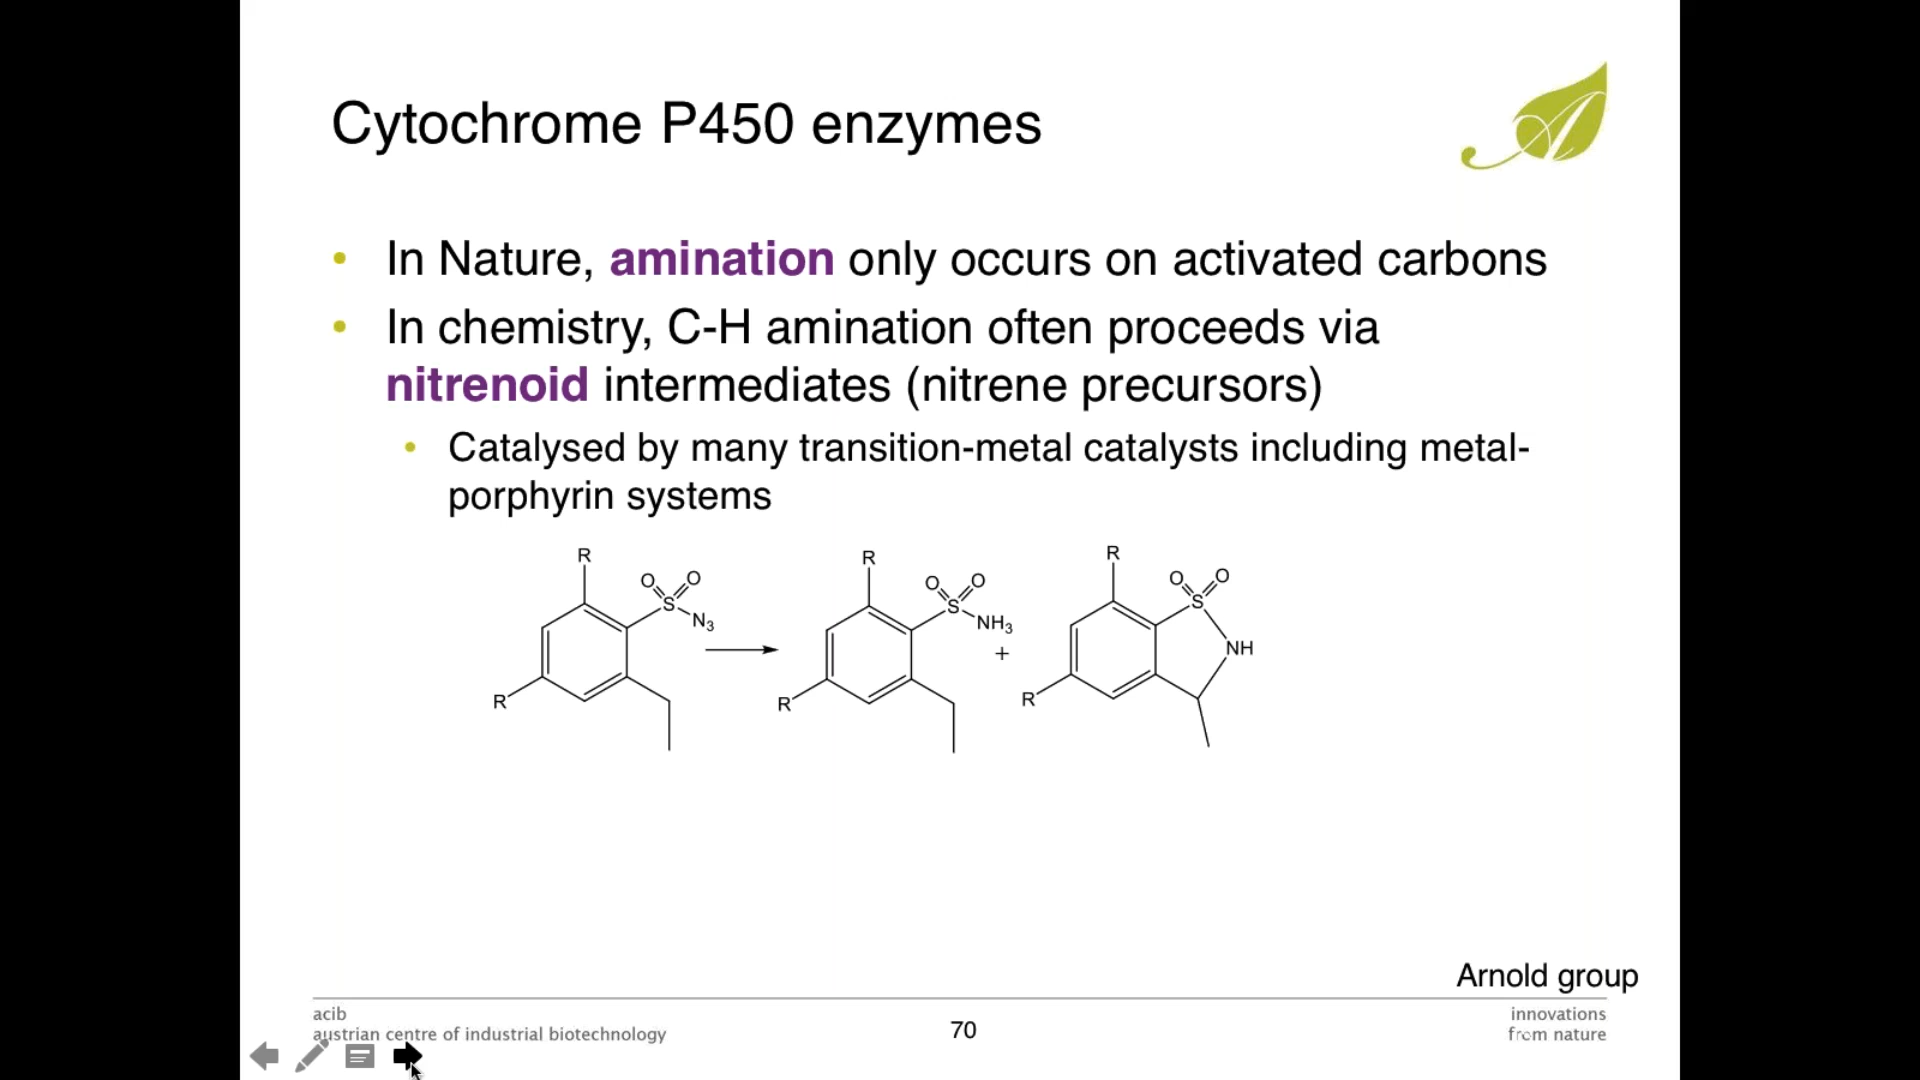 Cytochrome P450 enzymes
• In Nature, amination only occurs on activated carbons
• In chemistry, C-H amination often proceeds via
nitrenoid intermediates (nitrene precursors)
• Catalysed by many transition-metal catalysts including metal-
porphyrin systems
R
R
O O
S
N3
R
R
O O
S
NH3
+
R
R
O O
S
NH
Arnold group
acib
austrian centre of industrial biotechnology
70
innovations
from nature